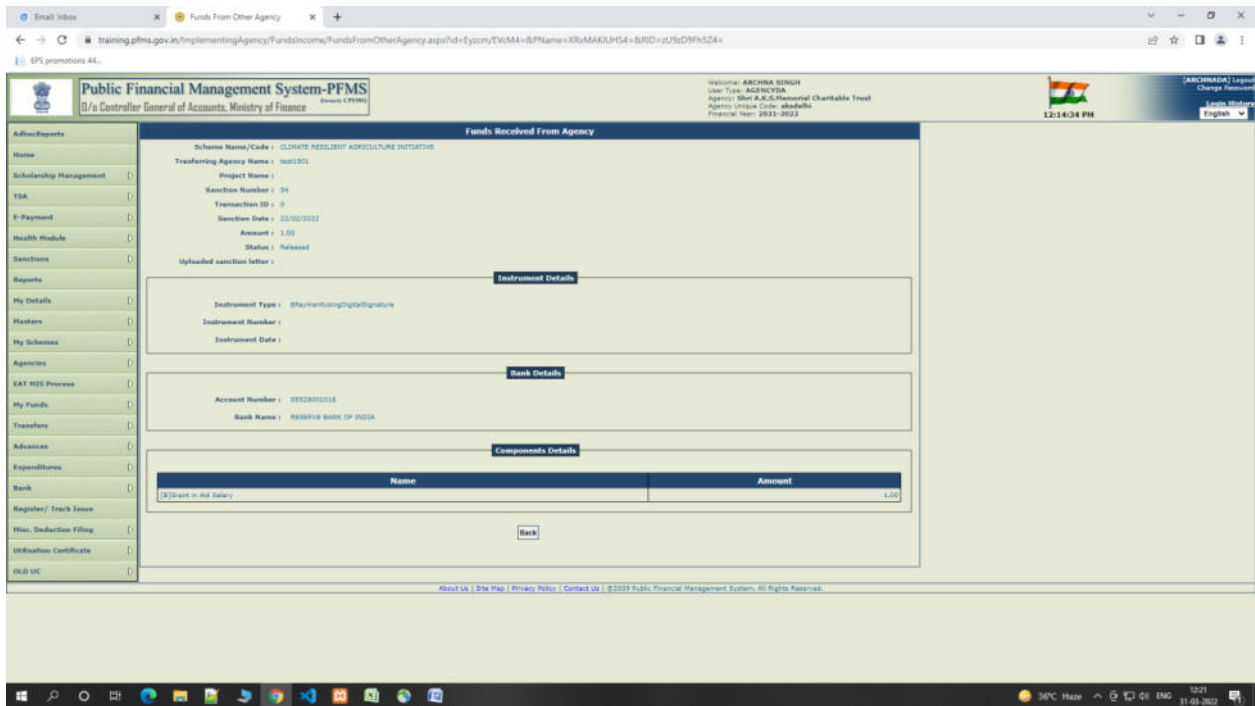 Email Inbox
Funds From Other Agency
training.pfms.gov.in/ImplementingAgency/FundsIncome/FundsFromOtherAgency.aspx?id=
EPS promotions 44...
Public Financial Management System-PFMS
(formerly CPSMS)
O/o Controller General of Accounts, Ministry of Finance
Welcome: ARCHNA SINGH
User Type: AGENCYDA
Agency: Shri A.K.S.Memorial Charitable Trust
Agency Unique Code: aksdelhi
Financial Year: 2021-2022
12:14:34 PM
[ARCHNADA] Logout
Change Password
Login History
English
AdhocReports
Home
Scholarship Management
TSA
E-Payment
Health Module
Sanctions
Reports
My Details
Masters
My Schemes
Agencies
EAT MIS Process
My Funds
Transfers
Advances
Expenditures
Bank
Register/ Track Issue
Misc. Deduction Filing
Utilisation Certificate
OLD UC
Funds Received From Agency
Scheme Name/Code : CLIMATE RESILIENT AGRICULTURE INITIATIVE
Tranferring Agency Name : test1901
Project Name :
Sanction Number : 94
Transaction ID : 0
Sanction Date : 22/02/2022
Amount : 1.00
Status : Released
Uploaded sanction letter :
Instrument Details
Instrument Type : EPaymentUsingDigitalSignature
Instrument Number :
Instrument Date :
Bank Details
Account Number :
Bank Name : RESERVE BANK OF INDIA
Components Details
Name Amount
[B]Grant in Aid Salary 1.00
Back
About Us | Site Map | Privacy Policy | Contact Us | ©2009 Public Financial Management System. All Rights Reserved.
36°C Haze
ENG
12:21
31-03-2022